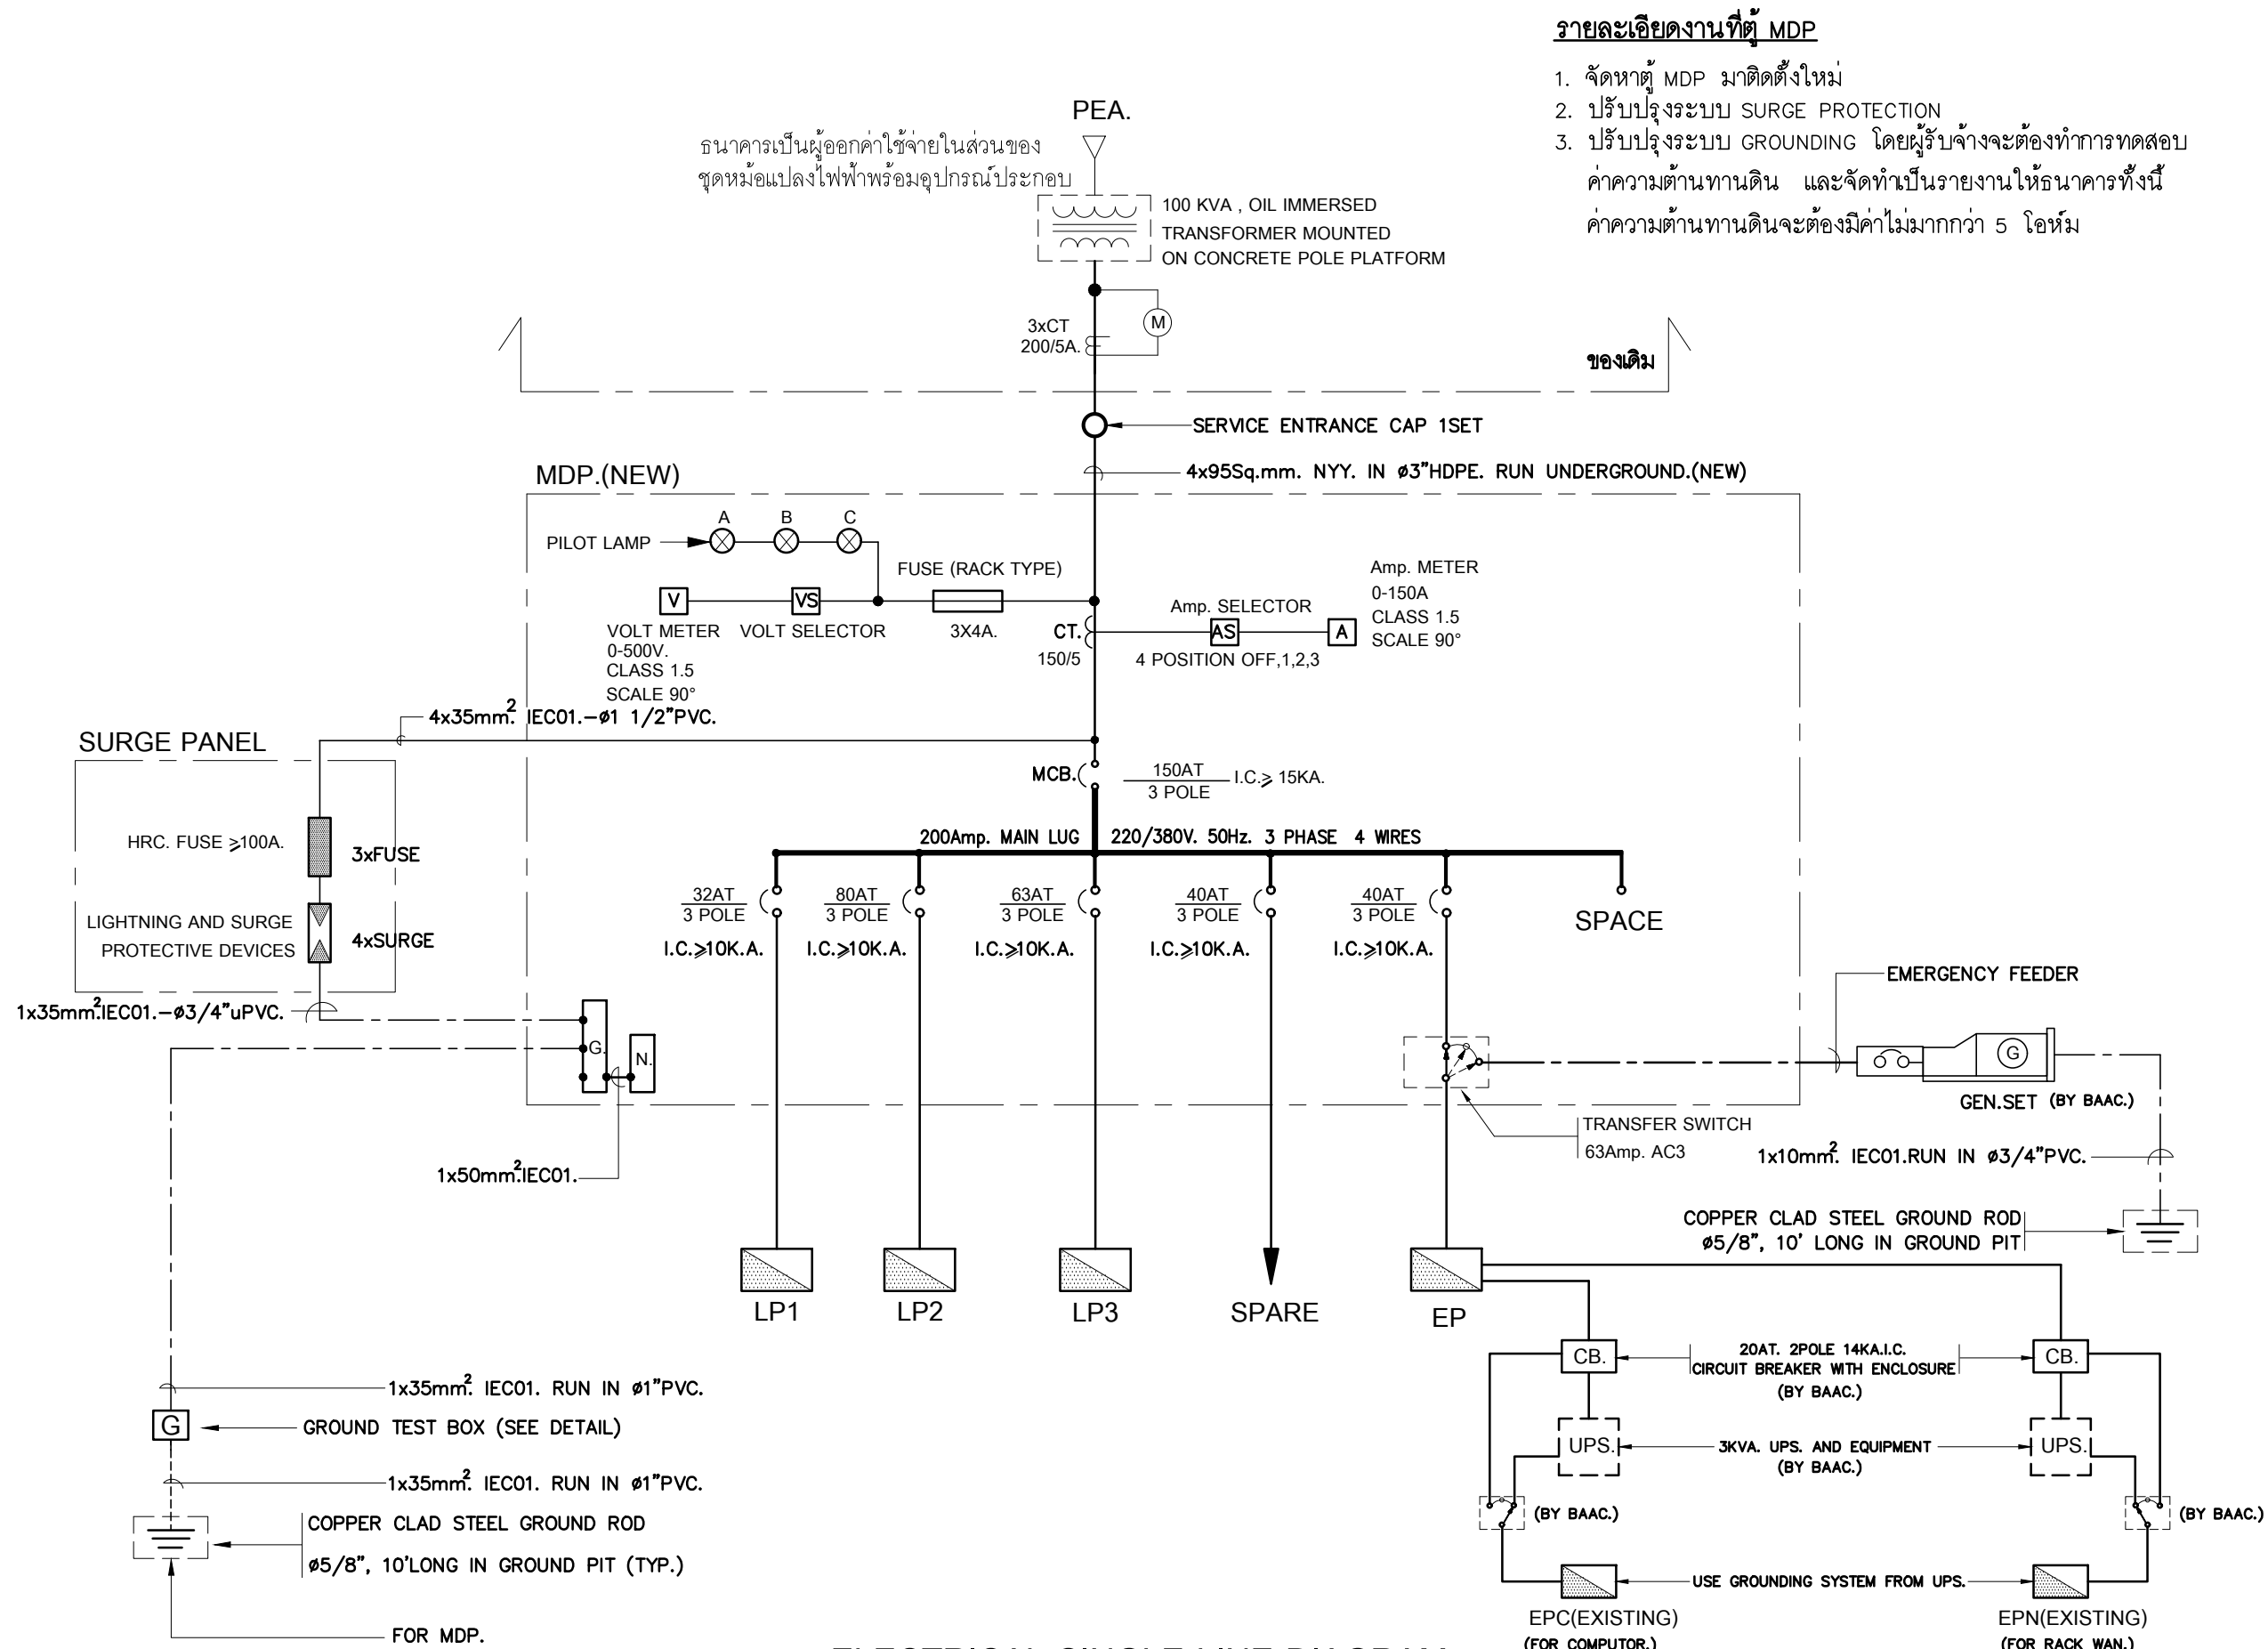 รายละเอียดงานที่ตู้ MDP
1. จัดหาตู้ MDP มาติดตั้งใหม่
2. ปรับปรุงระบบ SURGE PROTECTION
3. ปรับปรุงระบบ GROUNDING โดยผู้รับจ้างจะต้องทำการทดสอบ
ค่าความต้านทานดิน และจัดทำเป็นรายงานให้ธนาคารทั้งนี้
ค่าความต้านทานดินจะต้องมีค่าไม่มากกว่า 5 โอห์ม
PEA.
ธนาคารเป็นผู้ออกค่าใช้จ่ายในส่วนของ
ชุดหม้อแปลงไฟฟ้าพร้อมอุปกรณ์ประกอบ
100 KVA , OIL IMMERSED
TRANSFORMER MOUNTED
ON CONCRETE POLE PLATFORM
3xCT
200/5A.
M
ของเดิม
SERVICE ENTRANCE CAP 1SET
4x95Sq.mm. NYY. IN ø3"HDPE. RUN UNDERGROUND.(NEW)
MDP.(NEW)
A B C
PILOT LAMP
FUSE (RACK TYPE)
V
VS
3X4A.
VOLT METER
0-500V.
CLASS 1.5
SCALE 90°
VOLT SELECTOR
CT.
150/5
Amp. SELECTOR
AS
4 POSITION OFF,1,2,3
A
Amp. METER
0-150A
CLASS 1.5
SCALE 90°
4x35mm.² IEC01.-ø1 1/2"PVC.
SURGE PANEL
HRC. FUSE ⩾100A.
3xFUSE
LIGHTNING AND SURGE
PROTECTIVE DEVICES
4xSURGE
1x35mm.²IEC01.-ø3/4"uPVC.
MCB.
150AT
3 POLE
I.C.⩾ 15KA.
200Amp. MAIN LUG 220/380V. 50Hz. 3 PHASE 4 WIRES
32AT
3 POLE
I.C.⩾10K.A.
80AT
3 POLE
I.C.⩾10K.A.
63AT
3 POLE
I.C.⩾10K.A.
40AT
3 POLE
I.C.⩾10K.A.
40AT
3 POLE
I.C.⩾10K.A.
SPACE
G.
N.
1x50mm.²IEC01.
EMERGENCY FEEDER
G
GEN.SET (BY BAAC.)
TRANSFER SWITCH
63Amp. AC3
1x10mm.² IEC01.RUN IN ø3/4"PVC.
COPPER CLAD STEEL GROUND ROD
ø5/8", 10' LONG IN GROUND PIT
LP1
LP2
LP3
SPARE
EP
CB.
20AT. 2POLE 14KA.I.C.
CIRCUIT BREAKER WITH ENCLOSURE
(BY BAAC.)
CB.
UPS.
3KVA. UPS. AND EQUIPMENT
(BY BAAC.)
UPS.
(BY BAAC.)
(BY BAAC.)
USE GROUNDING SYSTEM FROM UPS.
EPC(EXISTING)
(FOR COMPUTOR.)
EPN(EXISTING)
(FOR RACK WAN.)
1x35mm.² IEC01. RUN IN ø1"PVC.
G
GROUND TEST BOX (SEE DETAIL)
1x35mm.² IEC01. RUN IN ø1"PVC.
COPPER CLAD STEEL GROUND ROD
ø5/8", 10'LONG IN GROUND PIT (TYP.)
FOR MDP.
ELECTRICAL SINGLE LINE DIAGRAM